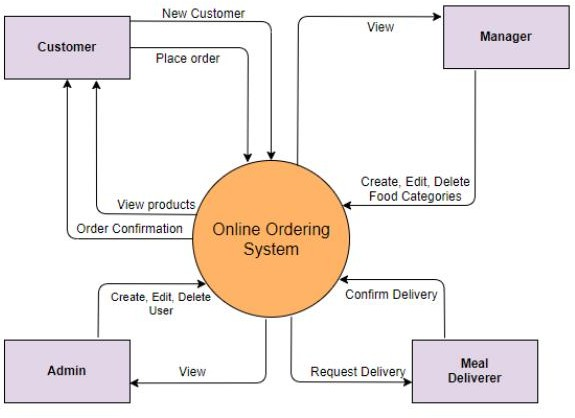 New Customer
Customer
Place order
View
Manager
Create, Edit, Delete
Food Categories
View products
Order Confirmation
Online Ordering
System
Create, Edit, Delete
User
Confirm Delivery
Admin
View
Request Delivery
Meal
Deliverer